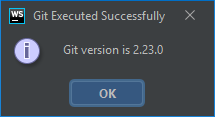 WS Git Executed Successfully
Git version is 2.23.0
OK